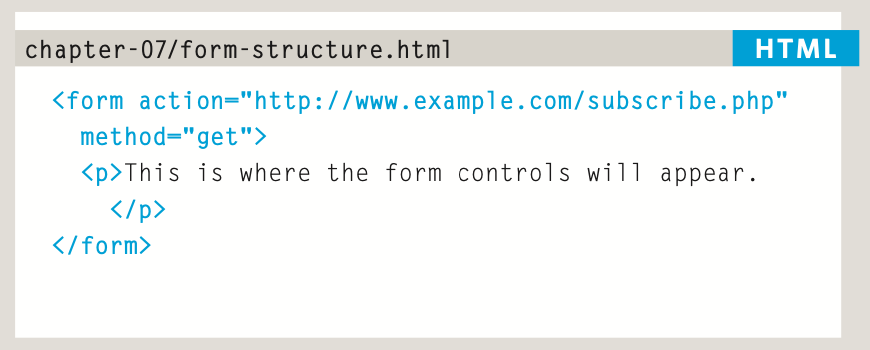 chapter-07/form-structure.html
HTML
<form action="http://www.example.com/subscribe.php"
method="get">
<p>This is where the form controls will appear.
</p>
</form>